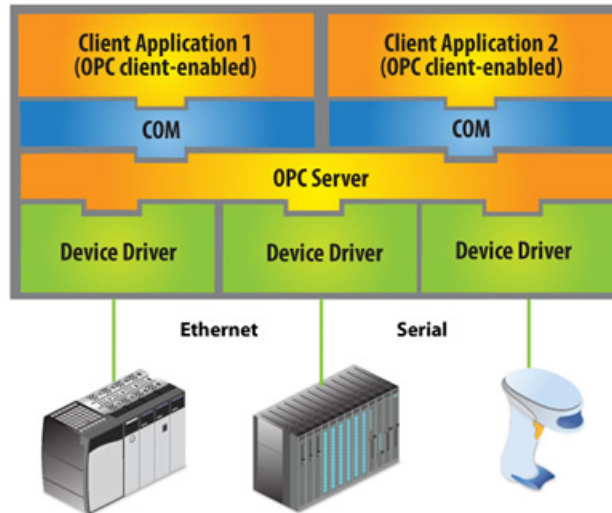 Client Application 1
(OPC client-enabled)
Client Application 2
(OPC client-enabled)
COM
COM
OPC Server
Device Driver
Device Driver
Device Driver
Ethernet
Serial